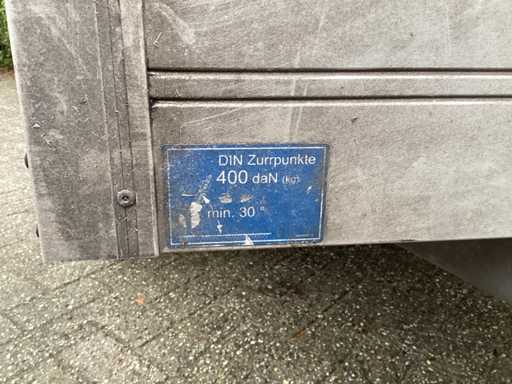 DIN Zurrpunkte
400 daN (kg)
min. 30 °